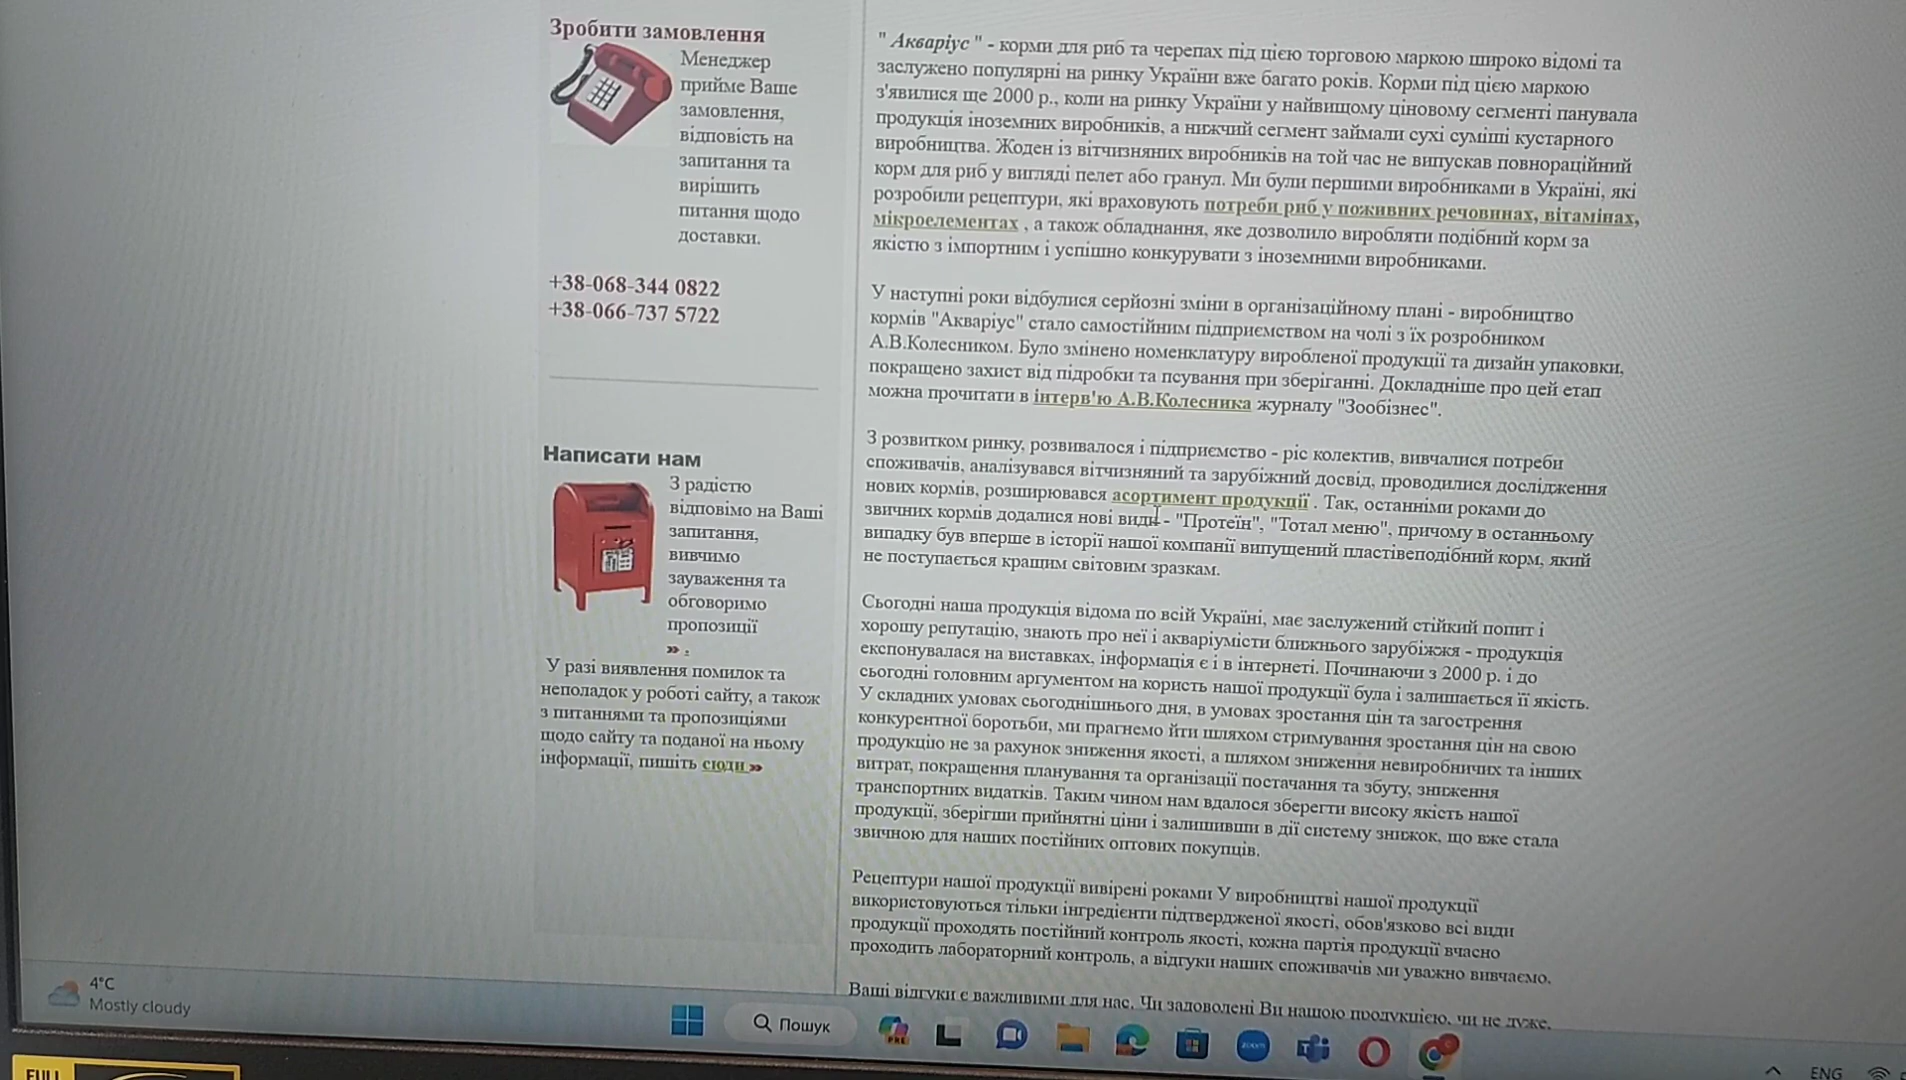 Зробити замовлення
Менеджер
прийме Ваше
замовлення,
відповість на
запитання та
вирішить
питання щодо
доставки.
+38-068-344 0822
+38-066-737 5722
Написати нам
З радістю
відповімо на Ваші
запитання,
вивчимо
зауваження та
обговоримо
пропозиції
» .
У разі виявлення помилок та
неполадок у роботі сайту, а також
з питаннями та пропозиціями
щодо сайту та поданої на ньому
інформації, пишіть сюди »
" Акваріус " - корми для риб та черепах під цією торговою маркою широко відомі та
заслужено популярні на ринку України вже багато років. Корми під цією маркою
з'явилися ще 2000 р., коли на ринку України у найвищому ціновому сегменті панувала
продукція іноземних виробників, а нижчий сегмент займали сухі суміші кустарного
виробництва. Жоден із вітчизняних виробників на той час не випускав повнораційний
корм для риб у вигляді пелет або гранул. Ми були першими виробниками в Україні, які
розробили рецептури, які враховують потреби риб у поживних речовинах, вітамінах,
мікроелементах , а також обладнання, яке дозволило виробляти подібний корм за
якістю з імпортним і успішно конкурувати з іноземними виробниками.
У наступні роки відбулися серйозні зміни в організаційному плані - виробництво
кормів "Акваріус" стало самостійним підприємством на чолі з їх розробником
А.В.Колесником. Було змінено номенклатуру виробленої продукції та дизайн упаковки,
покращено захист від підробки та псування при зберіганні. Докладніше про цей етап
можна прочитати в інтерв'ю А.В.Колесника журналу "Зообізнес".
З розвитком ринку, розвивалося і підприємство - ріс колектив, вивчалися потреби
споживачів, аналізувався вітчизняний та зарубіжний досвід, проводилися дослідження
нових кормів, розширювався асортимент продукції . Так, останніми роками до
звичних кормів додалися нові види - "Протеїн", "Тотал меню", причому в останньому
випадку був вперше в історії нашої компанії випущений пластівеподібний корм, який
не поступається кращим світовим зразкам.
Сьогодні наша продукція відома по всій Україні, має заслужений стійкий попит і
хорошу репутацію, знають про неї і акваріумісти ближнього зарубіжжя - продукція
експонувалася на виставках, інформація є і в інтернеті. Починаючи з 2000 р. і до
сьогодні головним аргументом на користь нашої продукції була і залишається її якість.
У складних умовах сьогоднішнього дня, в умовах зростання цін та загострення
конкурентної боротьби, ми прагнемо йти шляхом стримування зростання цін на свою
продукцію не за рахунок зниження якості, а шляхом зниження невиробничих та інших
витрат, покращення планування та організації постачання та збуту, зниження
транспортних видатків. Таким чином нам вдалося зберегти високу якість нашої
продукції, зберігши прийнятні ціни і залишивши в дії систему знижок, що вже стала
звичною для наших постійних оптових покупців.
Рецептури нашої продукції вивірені роками У виробництві нашої продукції
використовуються тільки інгредієнти підтвердженої якості, обов'язково всі види
продукції проходять постійний контроль якості, кожна партія продукції вчасно
проходить лабораторний контроль, а відгуки наших споживачів ми уважно вивчаємо.
Ваші відгуки є важливими для нас. Чи задоволені Ви нашою продукцією, чи не дуже,
4°C
Mostly cloudy
Пошук
PRE
zoom
ENG
FULL